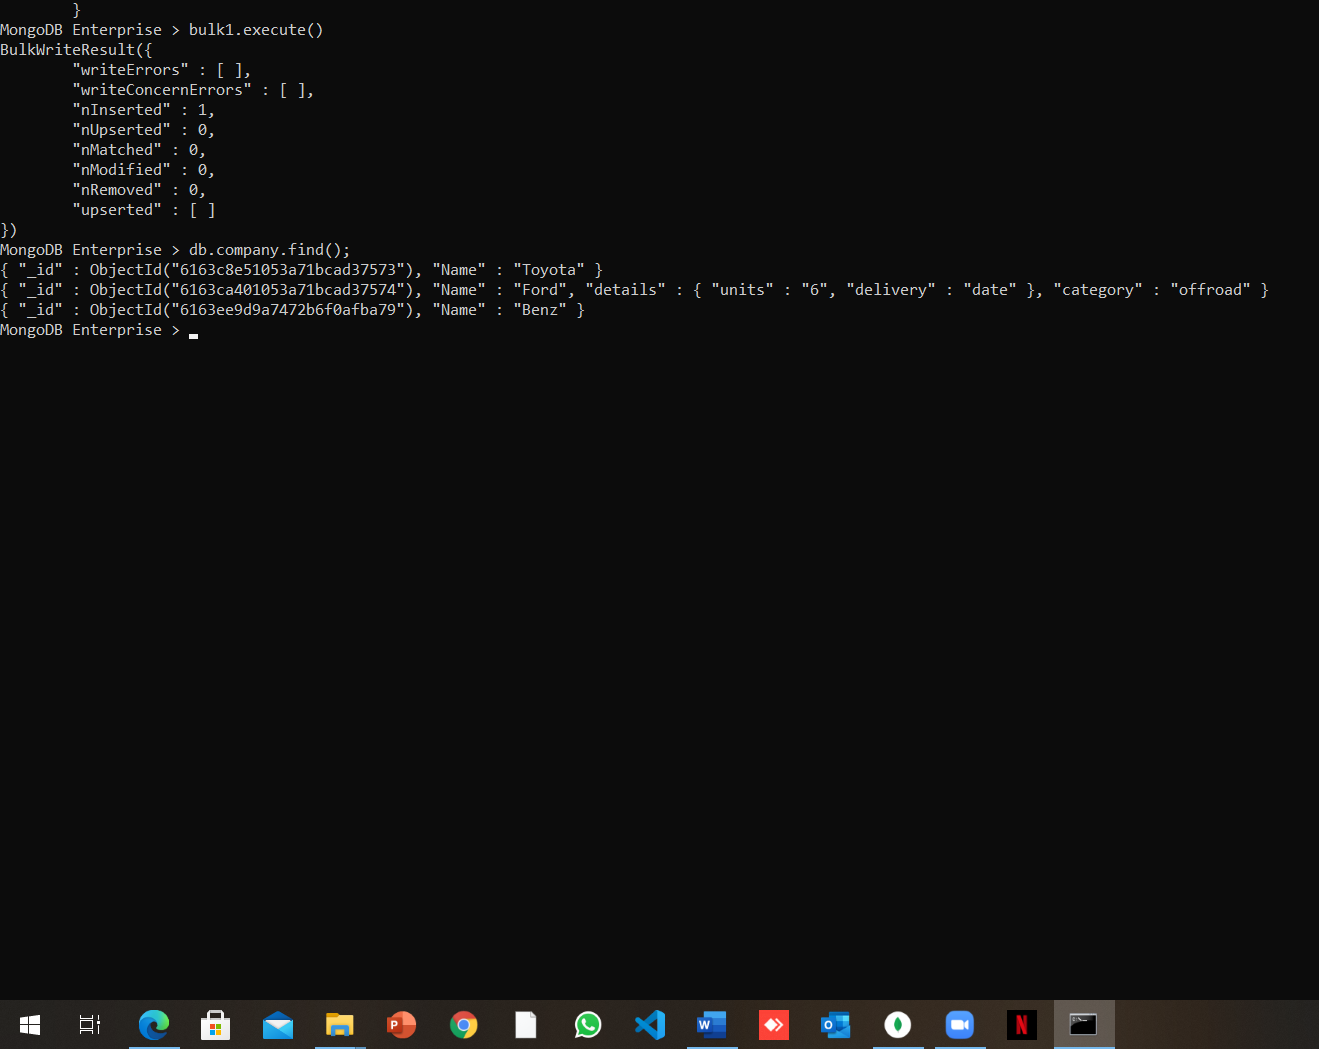 }
MongoDB Enterprise > bulk1.execute()
BulkWriteResult({
        "writeErrors" : [ ],
        "writeConcernErrors" : [ ],
        "nInserted" : 1,
        "nUpserted" : 0,
        "nMatched" : 0,
        "nModified" : 0,
        "nRemoved" : 0,
        "upserted" : [ ]
})
MongoDB Enterprise > db.company.find();
{ "_id" : ObjectId("6163c8e51053a71bcad37573"), "Name" : "Toyota" }
{ "_id" : ObjectId("6163ca401053a71bcad37574"), "Name" : "Ford", "details" : { "units" : "6", "delivery" : "date" }, "category" : "offroad" }
{ "_id" : ObjectId("6163ee9d9a7472b6f0afba79"), "Name" : "Benz" }
MongoDB Enterprise >
P W O N